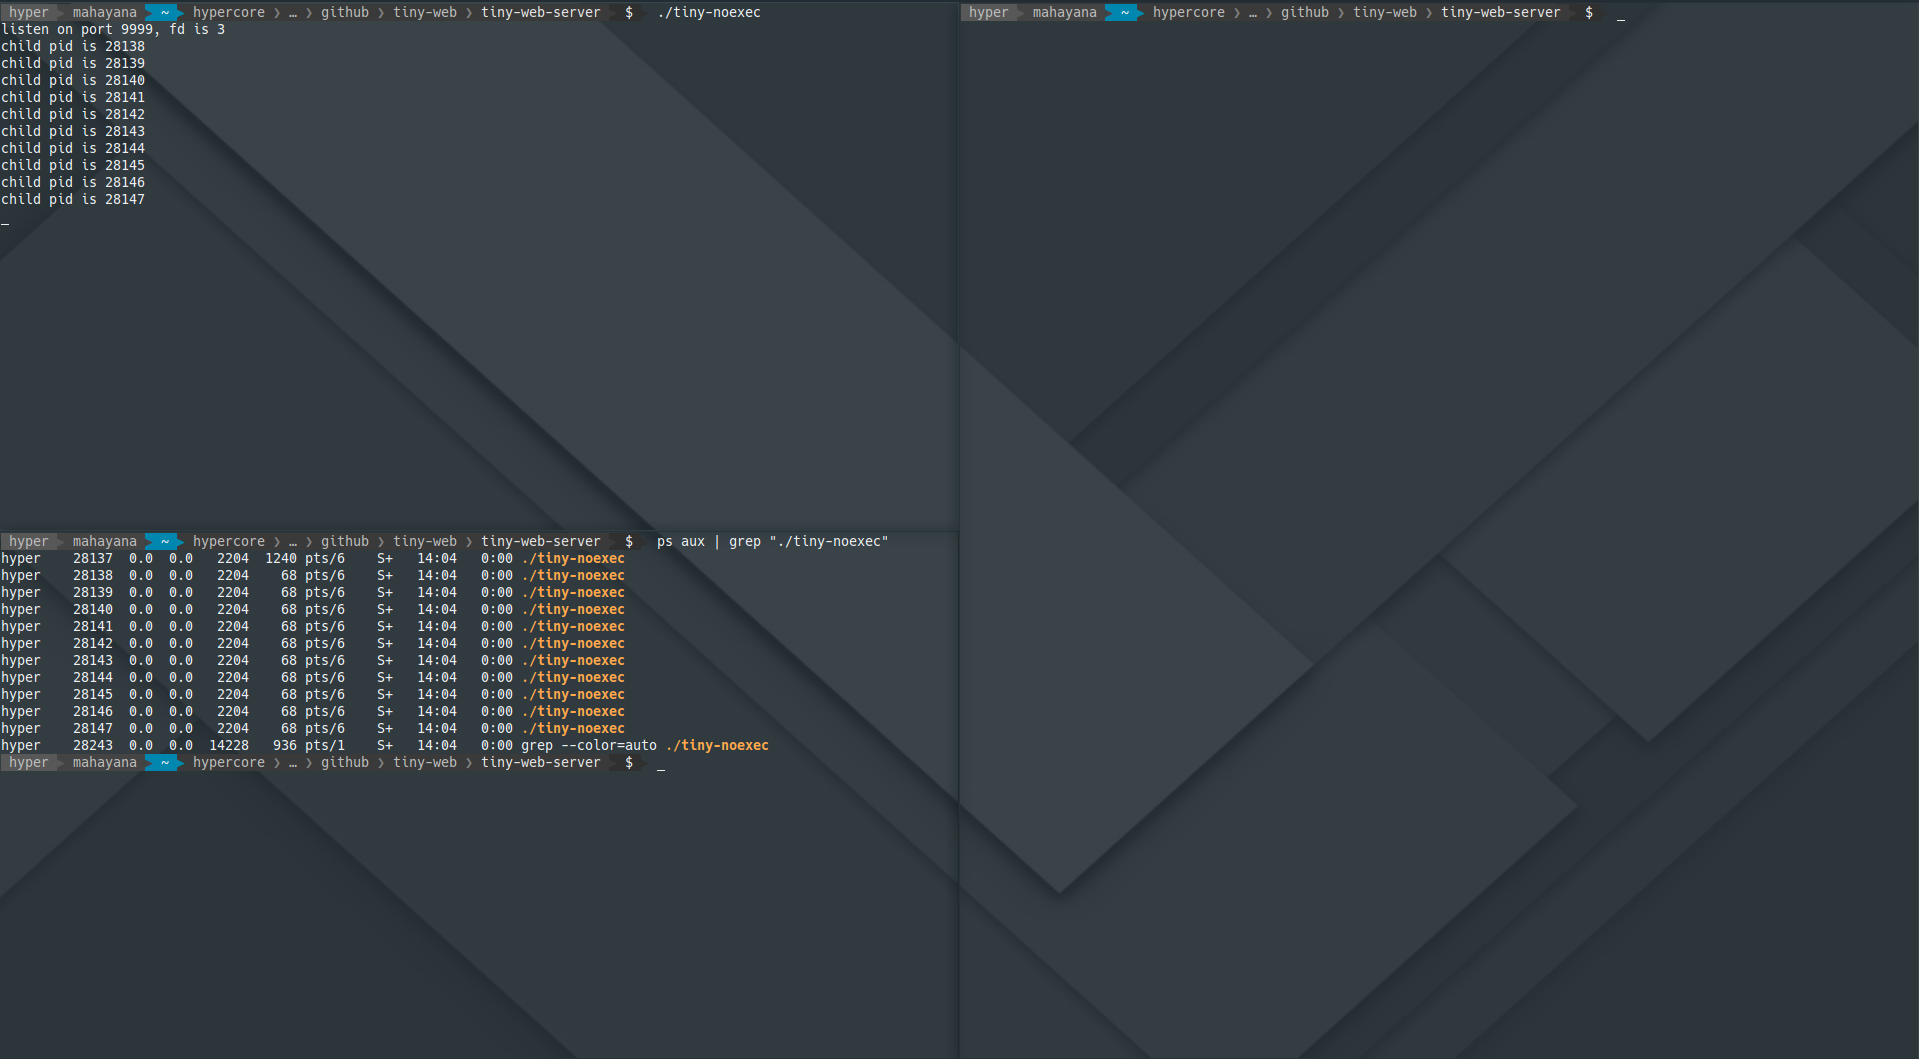 hyper mahayana ~ hypercore › … › github › tiny-web › tiny-web-server $ ./tiny-noexec
listen on port 9999, fd is 3
child pid is 28138
child pid is 28139
child pid is 28140
child pid is 28141
child pid is 28142
child pid is 28143
child pid is 28144
child pid is 28145
child pid is 28146
child pid is 28147
_
hyper mahayana ~ hypercore › … › github › tiny-web › tiny-web-server $ ps aux | grep "./tiny-noexec"
hyper 28137 0.0 0.0 2204 1240 pts/6 S+ 14:04 0:00 ./tiny-noexec
hyper 28138 0.0 0.0 2204 68 pts/6 S+ 14:04 0:00 ./tiny-noexec
hyper 28139 0.0 0.0 2204 68 pts/6 S+ 14:04 0:00 ./tiny-noexec
hyper 28140 0.0 0.0 2204 68 pts/6 S+ 14:04 0:00 ./tiny-noexec
hyper 28141 0.0 0.0 2204 68 pts/6 S+ 14:04 0:00 ./tiny-noexec
hyper 28142 0.0 0.0 2204 68 pts/6 S+ 14:04 0:00 ./tiny-noexec
hyper 28143 0.0 0.0 2204 68 pts/6 S+ 14:04 0:00 ./tiny-noexec
hyper 28144 0.0 0.0 2204 68 pts/6 S+ 14:04 0:00 ./tiny-noexec
hyper 28145 0.0 0.0 2204 68 pts/6 S+ 14:04 0:00 ./tiny-noexec
hyper 28146 0.0 0.0 2204 68 pts/6 S+ 14:04 0:00 ./tiny-noexec
hyper 28147 0.0 0.0 2204 68 pts/6 S+ 14:04 0:00 ./tiny-noexec
hyper 28243 0.0 0.0 14228 936 pts/1 S+ 14:04 0:00 grep --color=auto ./tiny-noexec
hyper mahayana ~ hypercore › … › github › tiny-web › tiny-web-server $ _
hyper mahayana ~ hypercore › … › github › tiny-web › tiny-web-server $ _